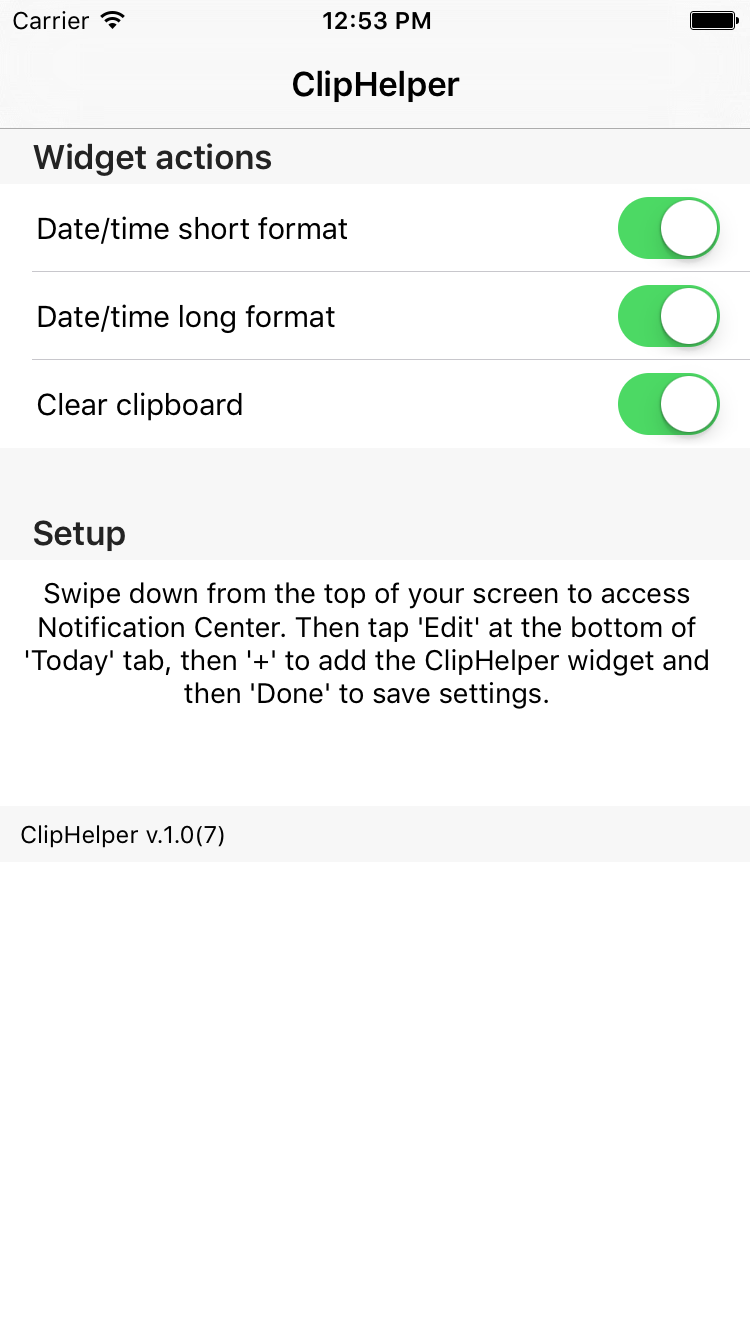 Carrier 12:53 PM
ClipHelper
Widget actions
Date/time short format
Date/time long format
Clear clipboard
Setup
Swipe down from the top of your screen to access
Notification Center. Then tap 'Edit' at the bottom of
'Today' tab, then '+' to add the ClipHelper widget and
then 'Done' to save settings.
ClipHelper v.1.0(7)